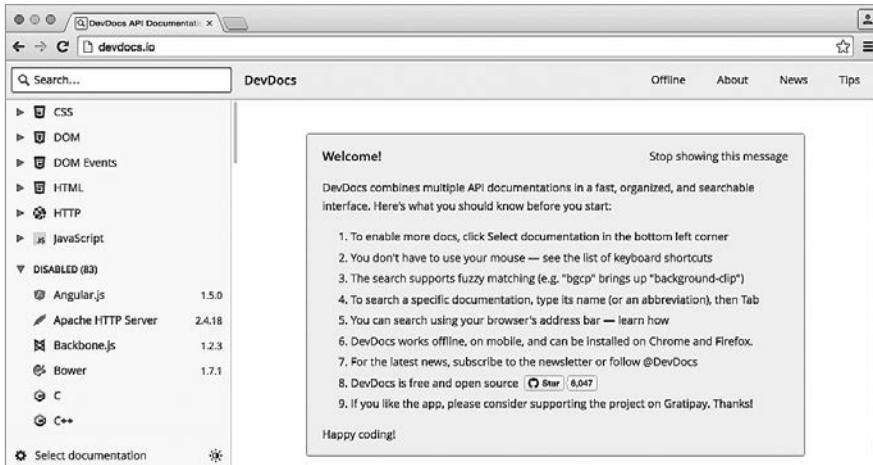 DevDocs API Documentati
devdocs.io
Search...
DevDocs
Offline
About
News
Tips
CSS
DOM
DOM Events
HTML
HTTP
JavaScript
DISABLED (83)
Angular.js 1.5.0
Apache HTTP Server 2.4.18
Backbone.js 1.2.3
Bower 1.7.1
C
C++
Select documentation
Welcome!
Stop showing this message
DevDocs combines multiple API documentations in a fast, organized, and searchable
interface. Here's what you should know before you start:
1. To enable more docs, click Select documentation in the bottom left corner
2. You don't have to use your mouse — see the list of keyboard shortcuts
3. The search supports fuzzy matching (e.g. "bgcp" brings up "background-clip")
4. To search a specific documentation, type its name (or an abbreviation), then Tab
5. You can search using your browser's address bar — learn how
6. DevDocs works offline, on mobile, and can be installed on Chrome and Firefox.
7. For the latest news, subscribe to the newsletter or follow @DevDocs
8. DevDocs is free and open source Star 6,047
9. If you like the app, please consider supporting the project on Gratipay. Thanks!
Happy coding!